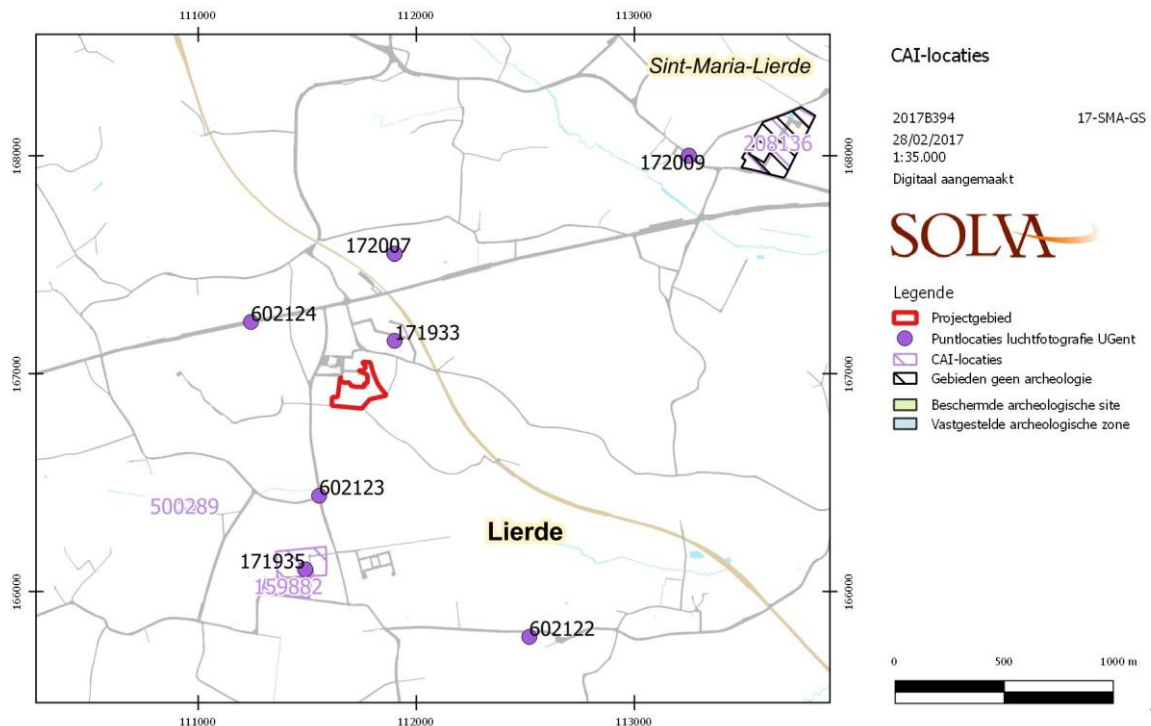 111000
112000
113000
Sint-Maria-Lierde
208136
172009
168000
168000
172007
602124
171933
167000
167000
602123
500289
Lierde
171935
159882
166000
166000
602122
111000
112000
113000
CAI-locaties
2017B394 17-SMA-GS
28/02/2017
1:35.000
Digitaal aangemaakt
SOLVA
Legende
Projectgebied
Puntlocaties luchtfotografie UGent
CAI-locaties
Gebieden geen archeologie
Beschermde archeologische site
Vastgestelde archeologische zone
0 500 1000 m